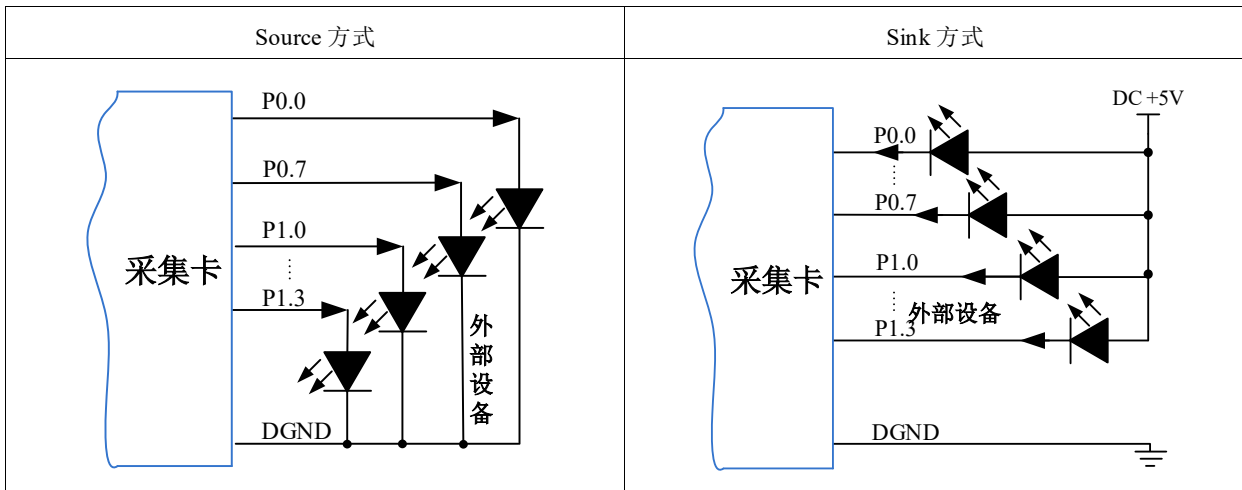 Source 方式
Sink 方式
P0.0
P0.7
P1.0
⋮
P1.3
采集卡
外部设备
DGND
DC +5V
P0.0
⋮
P0.7
P1.0
⋮
外部设备
P1.3
采集卡
DGND